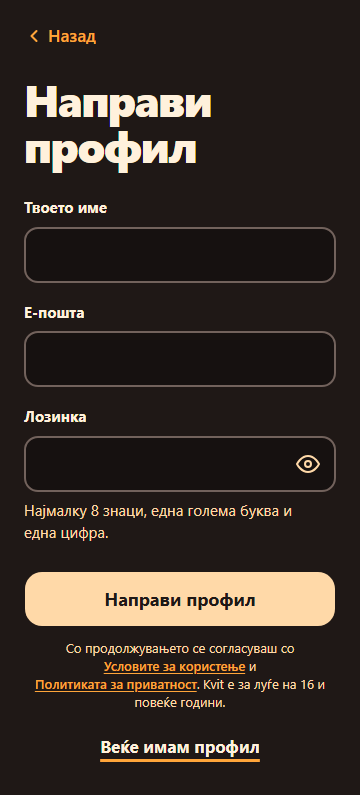 Назад
Направи
профил
Твоето име
Е-пошта
Лозинка
Најмалку 8 знаци, една голема буква и
една цифра.
Направи профил
Со продолжувањето се согласуваш со
Условите за користење и
Политиката за приватност. Kvit е за луѓе на 16 и
повеќе години.
Веќе имам профил